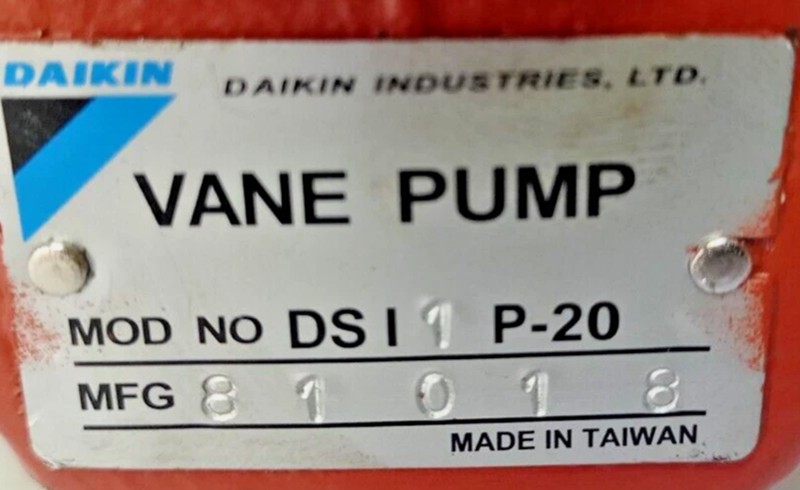 DAIKIN
DAIKIN INDUSTRIES, LTD.
VANE PUMP
MOD NO DS I 1 P-20
MFG 8 1 0 1 8
MADE IN TAIWAN